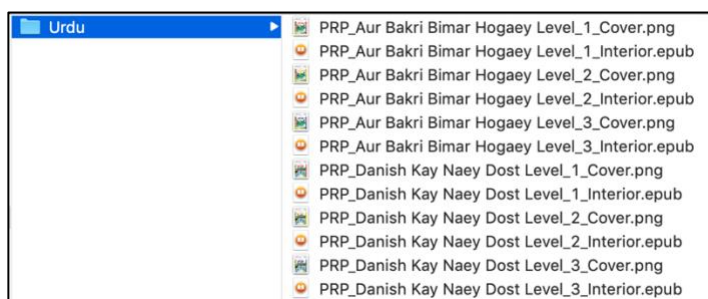 Urdu
PRP_Aur Bakri Bimar Hogaey Level_1_Cover.png
PRP_Aur Bakri Bimar Hogaey Level_1_Interior.epub
PRP_Aur Bakri Bimar Hogaey Level_2_Cover.png
PRP_Aur Bakri Bimar Hogaey Level_2_Interior.epub
PRP_Aur Bakri Bimar Hogaey Level_3_Cover.png
PRP_Aur Bakri Bimar Hogaey Level_3_Interior.epub
PRP_Danish Kay Naey Dost Level_1_Cover.png
PRP_Danish Kay Naey Dost Level_1_Interior.epub
PRP_Danish Kay Naey Dost Level_2_Cover.png
PRP_Danish Kay Naey Dost Level_2_Interior.epub
PRP_Danish Kay Naey Dost Level_3_Cover.png
PRP_Danish Kay Naey Dost Level_3_Interior.epub